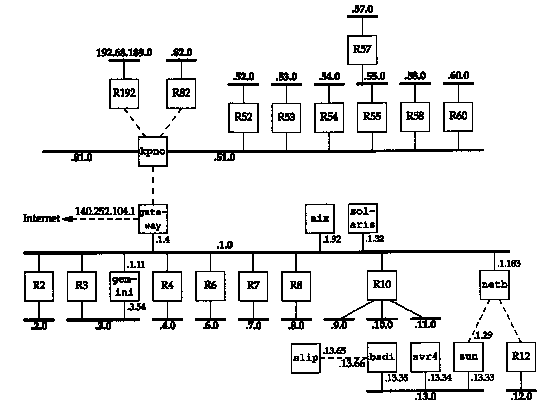 .57.0
R57
192.68.189.0
.82.0
.52.0
.53.0
.54.0
.55.0
.58.0
.60.0
R192
R82
R52
R53
R54
R55
R58
R60
kpno
.81.0
.51.0
Internet
140.252.104.1
gate-
way
.1.4
aix
.1.92
sol-
aris
.1.32
.1.0
.1.11
.1.183
R2
R3
gem-
ini
R4
R6
R7
R8
R10
netb
.3.54
.2.0
.3.0
.4.0
.6.0
.7.0
.8.0
.9.0
.10.0
.11.0
.1.29
slip
.13.65
.13.66
bsdi
.13.35
svr4
.13.34
sun
.13.33
R12
.13.0
.12.0